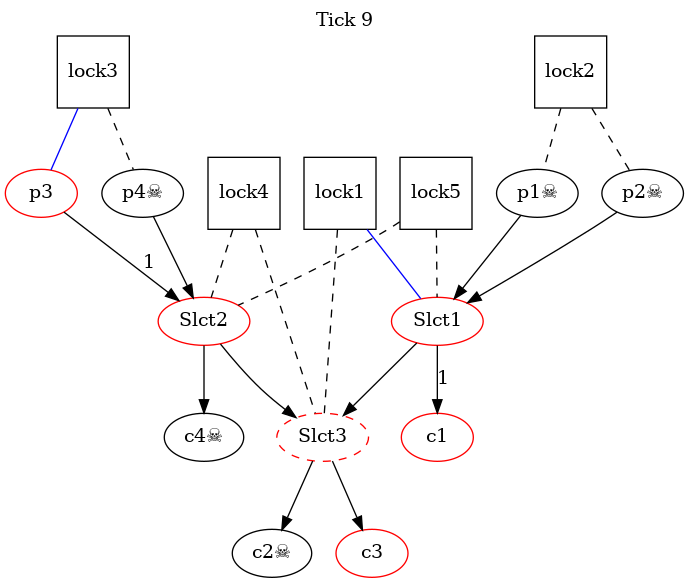 Tick 9
lock3
lock2
p3
p4☠
lock4
lock1
lock5
p1☠
p2☠
1
Slct2
Slct1
1
c4☠
Slct3
c1
c2☠
c3